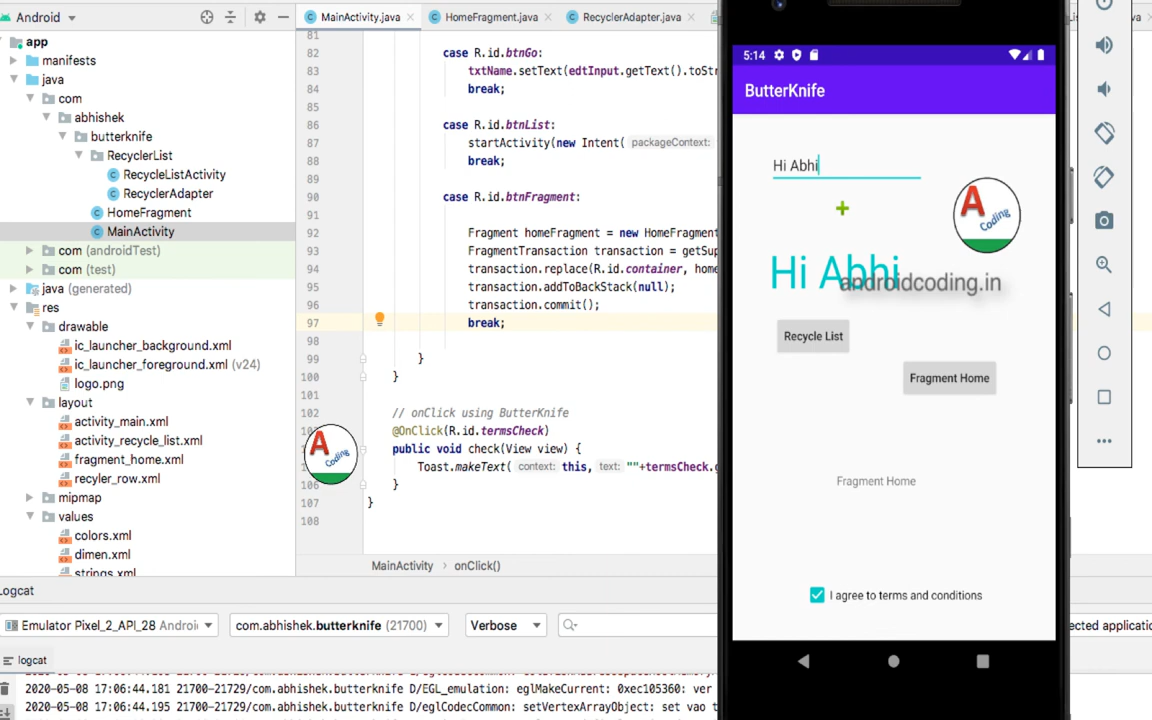 Android
MainActivity.java
HomeFragment.java
RecyclerAdapter.java
app
manifests
java
com
abhishek
butterknife
RecyclerList
RecycleListActivity
RecyclerAdapter
HomeFragment
MainActivity
com (androidTest)
com (test)
java (generated)
res
drawable
ic_launcher_background.xml
ic_launcher_foreground.xml (v24)
logo.png
layout
activity_main.xml
activity_recycle_list.xml
fragment_home.xml
recyler_row.xml
mipmap
values
colors.xml
dimen.xml
strings.xml
81
82 case R.id.btnGo:
83 txtName.setText(edtInput.getText().toStr
84 break;
85
86 case R.id.btnList:
87 startActivity(new Intent( packageContext:
88 break;
89
90 case R.id.btnFragment:
91
92 Fragment homeFragment = new HomeFragment
93 FragmentTransaction transaction = getSup
94 transaction.replace(R.id.container, home
95 transaction.addToBackStack(null);
96 transaction.commit();
97 break;
98
99 }
100 }
101
102 // onClick using ButterKnife
@OnClick(R.id.termsCheck)
public void check(View view) {
Toast.makeText( context: this, text: ""+termsCheck.g
106 }
107 }
108
A Coding
MainActivity > onClick()
Logcat
Emulator Pixel_2_API_28 Androi
com.abhishek.butterknife (21700)
Verbose
ected applicatio
logcat
2020-05-08 17:06:44.181 21700-21729/com.abhishek.butterknife D/EGL_emulation: eglMakeCurrent: 0xec105360: ver
2020-05-08 17:06:44.195 21700-21729/com.abhishek.butterknife D/eglCodecCommon: setVertexArrayObject: set vao t
5:14
ButterKnife
Hi Abhi
A Coding
Hi Abhi
androidcoding.in
Recycle List
Fragment Home
Fragment Home
I agree to terms and conditions